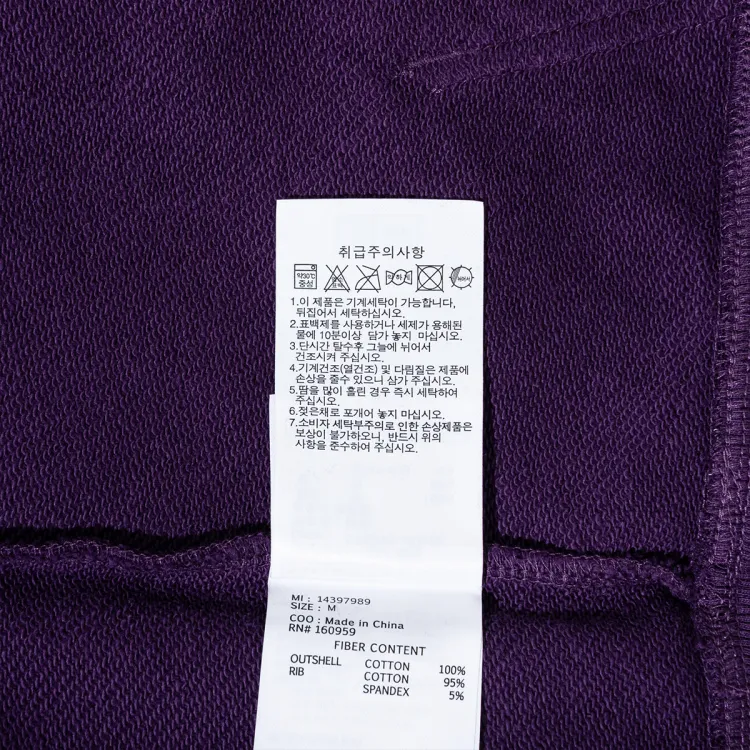 취급주의사항
약30℃
중성
약하게
뉘어서
1.이 제품은 기계세탁이 가능합니다,
뒤집어서 세탁하십시오.
2.표백제를 사용하거나 세제가 용해된
물에 10분이상 담가 놓지 마십시오.
3.단시간 탈수후 그늘에 뉘어서
건조시켜 주십시오.
4.기계건조(열건조) 및 다림질은 제품에
손상을 줄수 있으니 삼가 주십시오.
5.땀을 많이 흘린 경우 즉시 세탁하여
주십시오.
6.젖은채로 포개어 놓지 마십시오.
7.소비자 세탁부주의로 인한 손상제품은
보상이 불가하오니, 반드시 위의
사항을 준수하여 주십시오.
MI : 14397989
SIZE : M
COO : Made in China
RN# 160959
FIBER CONTENT
OUTSHELL COTTON 100%
RIB COTTON 95%
SPANDEX 5%